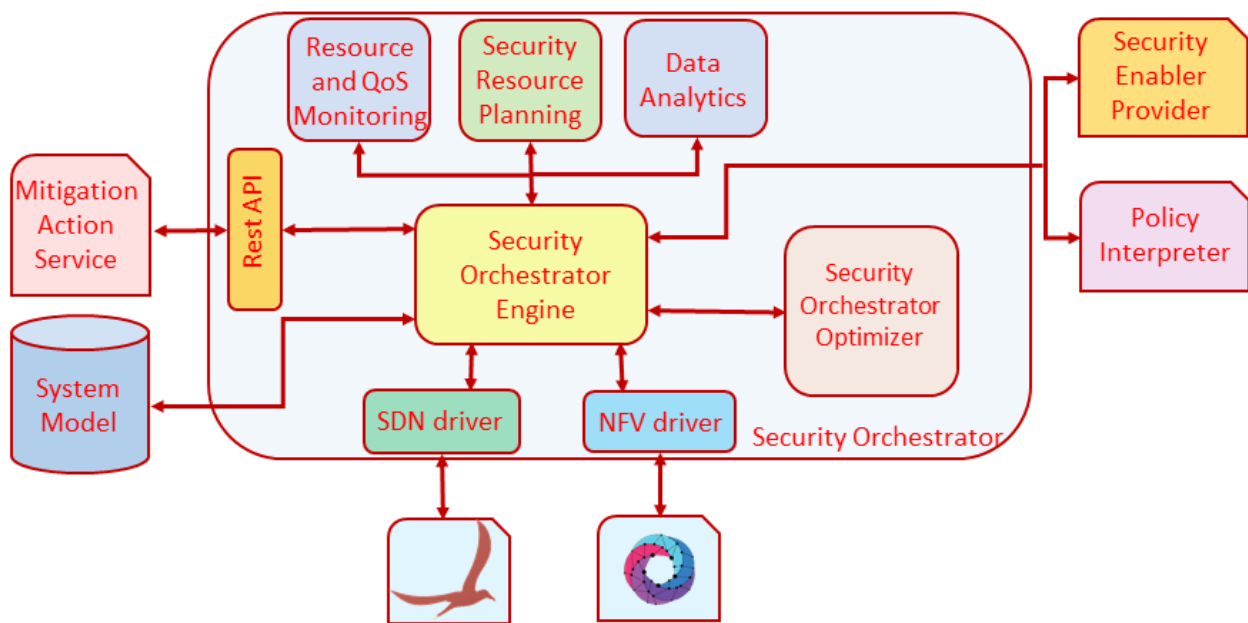 Resource
and QoS
Monitoring
Security
Resource
Planning
Data
Analytics
Security
Enabler
Provider
Mitigation
Action
Service
Rest API
Security
Orchestrator
Engine
Policy
Interpreter
Security
Orchestrator
Optimizer
System
Model
SDN driver
NFV driver
Security Orchestrator